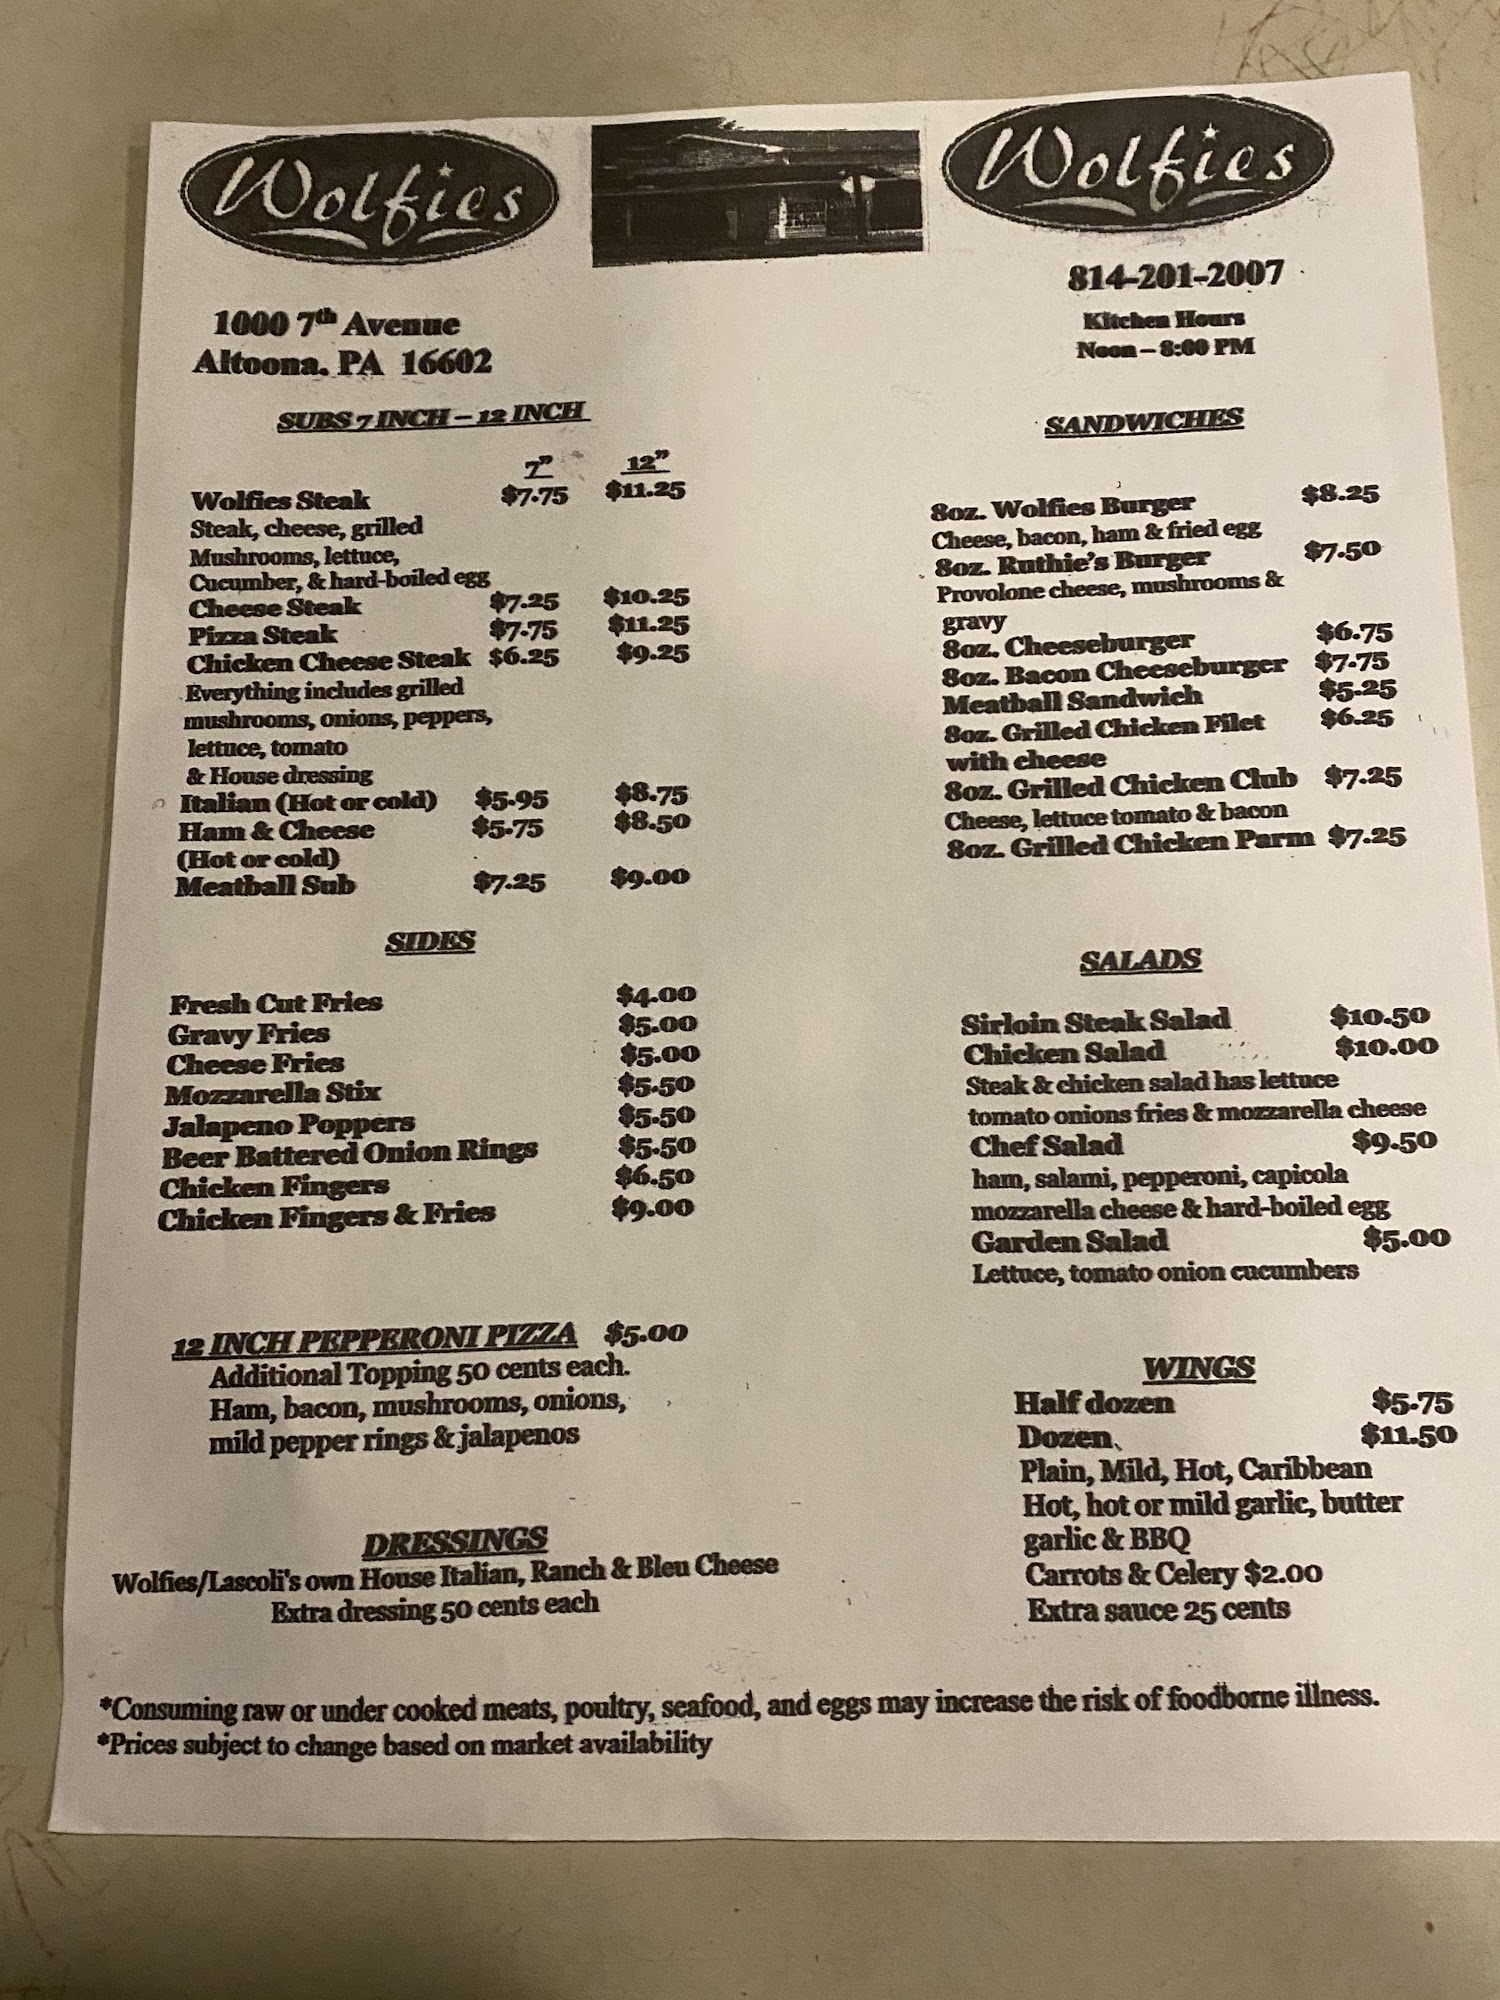 Wolfies
Wolfies
814-201-2007
Kitchen Hours
Noon – 8:00 PM
1000 7th Avenue
Altoona. PA 16602
SUBS 7 INCH – 12 INCH
7" 12"
Wolfies Steak $7.75 $11.25
Steak, cheese, grilled
Mushrooms, lettuce,
Cucumber, & hard-boiled egg
Cheese Steak $7.25 $10.25
Pizza Steak $7.75 $11.25
Chicken Cheese Steak $6.25 $9.25
Everything includes grilled
mushrooms, onions, peppers,
lettuce, tomato
& House dressing
Italian (Hot or cold) $5.95 $8.75
Ham & Cheese $5.75 $8.50
(Hot or cold)
Meatball Sub $7.25 $9.00
SIDES
Fresh Cut Fries $4.00
Gravy Fries $5.00
Cheese Fries $5.00
Mozzarella Stix $5.50
Jalapeno Poppers $5.50
Beer Battered Onion Rings $5.50
Chicken Fingers $6.50
Chicken Fingers & Fries $9.00
12 INCH PEPPERONI PIZZA $5.00
Additional Topping 50 cents each.
Ham, bacon, mushrooms, onions,
mild pepper rings & jalapenos
DRESSINGS
Wolfies/Lascoli's own House Italian, Ranch & Bleu Cheese
Extra dressing 50 cents each
SANDWICHES
8oz. Wolfies Burger $8.25
Cheese, bacon, ham & fried egg
8oz. Ruthie's Burger $7.50
Provolone cheese, mushrooms &
gravy
8oz. Cheeseburger $6.75
8oz. Bacon Cheeseburger $7.75
Meatball Sandwich $5.25
8oz. Grilled Chicken Filet $6.25
with cheese
8oz. Grilled Chicken Club $7.25
Cheese, lettuce tomato & bacon
8oz. Grilled Chicken Parm $7.25
SALADS
Sirloin Steak Salad $10.50
Chicken Salad $10.00
Steak & chicken salad has lettuce
tomato onions fries & mozzarella cheese
Chef Salad $9.50
ham, salami, pepperoni, capicola
mozzarella cheese & hard-boiled egg
Garden Salad $5.00
Lettuce, tomato onion cucumbers
WINGS
Half dozen $5.75
Dozen $11.50
Plain, Mild, Hot, Caribbean
Hot, hot or mild garlic, butter
garlic & BBQ
Carrots & Celery $2.00
Extra sauce 25 cents
*Consuming raw or under cooked meats, poultry, seafood, and eggs may increase the risk of foodborne illness.
*Prices subject to change based on market availability